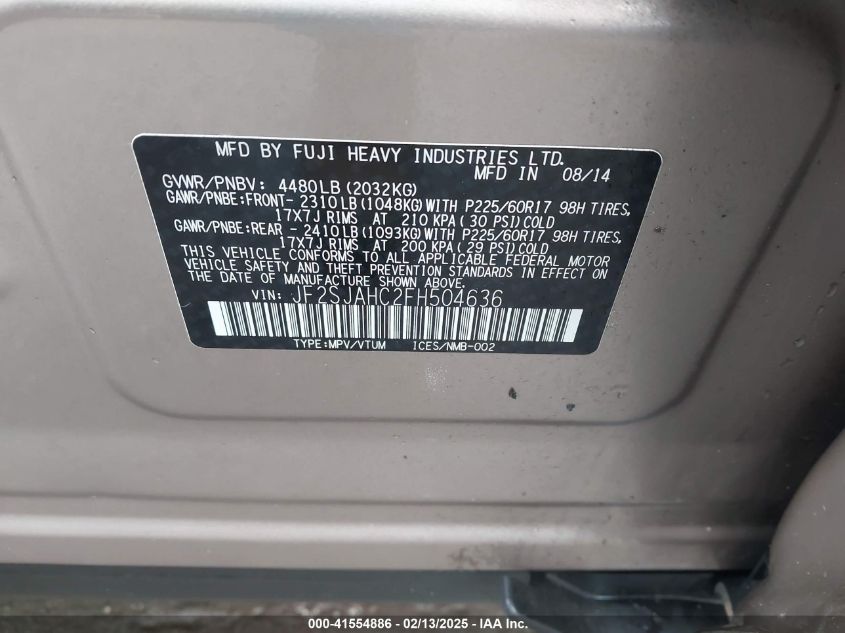 MFD BY FUJI HEAVY INDUSTRIES LTD.
MFD IN 08/14
GVWR/PNBV: 4480LB(2032KG)
GAWR/PNBE:FRONT- 2310LB(1048KG)WITH P225/60R17 98H TIRES,
17X7J RIMS AT 210 KPA(30 PSI)COLD
GAWR/PNBE:REAR - 2410LB(1093KG)WITH P225/60R17 98H TIRES,
17X7J RIMS AT 200 KPA(29 PSI)COLD
THIS VEHICLE CONFORMS TO ALL APPLICABLE FEDERAL MOTOR
VEHICLE SAFETY AND THEFT PREVENTION STANDARDS IN EFFECT ON
THE DATE OF MANUFACTURE SHOWN ABOVE.
VIN: JF2SJAHC2FH504636
TYPE:MPV/VTUM ICES/NMB-002
000-41554886 - 02/13/2025 - IAA Inc.